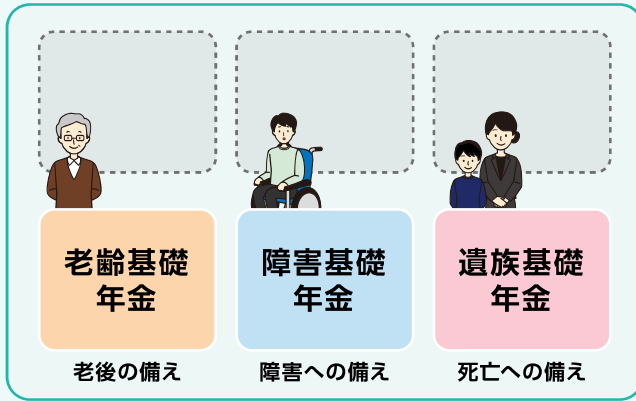 老齢基礎
年金
障害基礎
年金
遺族基礎
年金
老後の備え
障害への備え
死亡への備え